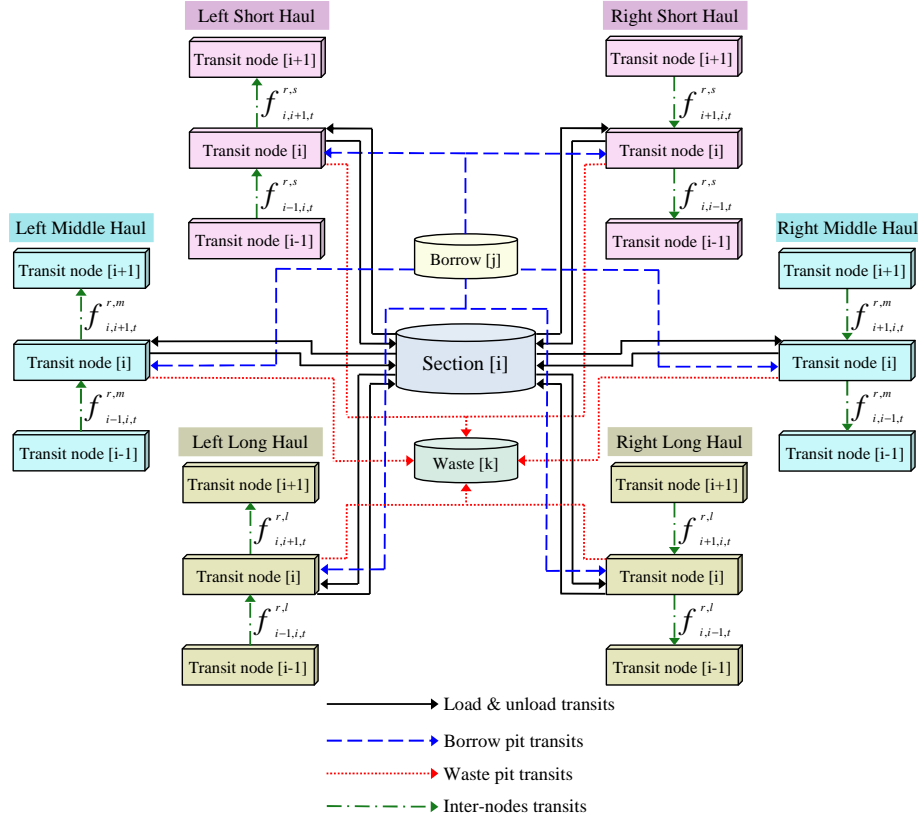 Left Short Haul
Right Short Haul
Transit node [i+1]
Transit node [i+1]
f r,s i,i+1,t
f r,s i+1,i,t
Transit node [i]
Transit node [i]
f r,s i-1,i,t
f r,s i,i-1,t
Left Middle Haul
Transit node [i-1]
Transit node [i-1]
Right Middle Haul
Transit node [i+1]
Borrow [j]
Transit node [i+1]
f r,m i,i+1,t
f r,m i+1,i,t
Transit node [i]
Section [i]
Transit node [i]
f r,m i-1,i,t
f r,m i,i-1,t
Transit node [i-1]
Left Long Haul
Right Long Haul
Transit node [i-1]
Waste [k]
Transit node [i+1]
Transit node [i+1]
f r,l i,i+1,t
f r,l i+1,i,t
Transit node [i]
Transit node [i]
f r,l i-1,i,t
f r,l i,i-1,t
Transit node [i-1]
Transit node [i-1]
Load & unload transits
Borrow pit transits
Waste pit transits
Inter-nodes transits